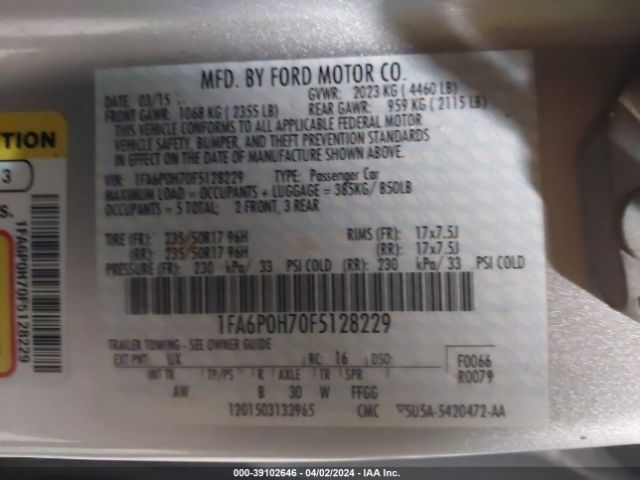 MFD. BY FORD MOTOR CO.
DATE: 03/15 GVWR: 2023 KG ( 4460 LB)
FRONT GAWR: 1068 KG ( 2355 LB) REAR GAWR: 959 KG ( 2115 LB)
THIS VEHICLE CONFORMS TO ALL APPLICABLE FEDERAL MOTOR
VEHICLE SAFETY, BUMPER, AND THEFT PREVENTION STANDARDS
IN EFFECT ON THE DATE OF MANUFACTURE SHOWN ABOVE.
VIN: 1FA6P0H70F5128229 TYPE: Passenger Car
MAXIMUM LOAD = OCCUPANTS + LUGGAGE = 385KG/ 850LB
OCCUPANTS = 5 TOTAL: 2 FRONT, 3 REAR
TIRE (FR): 235/50R17 96H RIMS (FR): 17x7.5J
(RR): 235/50R17 96H (RR): 17x7.5J
PRESSURE (FR): 230 kPa/ 33 PSI COLD (RR): 230 kPa/ 33 PSI COLD
1FA6P0H70F5128229
TRAILER TOWING - SEE OWNER GUIDE
EXT PNT: UX RC: 16 DSO: F0066
INT TR TP/PS R AXLE TR SPR R0079
AW B 30 W FFGG
1201503133965 CMC 5U5A-5420472-AA
TION
3
S.
1FA6P0H70F5128229
000-39102646 - 04/02/2024 - IAA Inc.